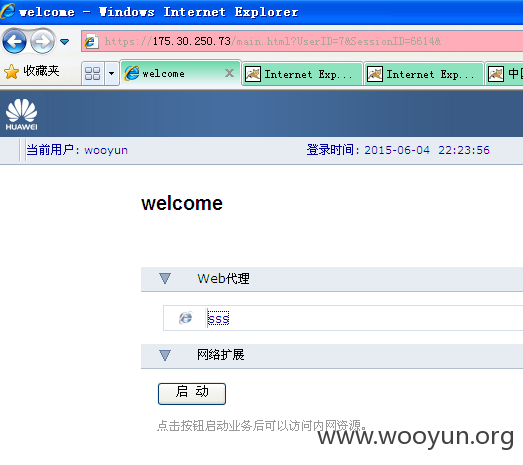 welcome - Windows Internet Explorer
https://175.30.250.73/main.html?UserID=7&SessionID=6614&
收藏夹
welcome
Internet Exp...
Internet Exp...
中国
HUAWEI
当前用户: wooyun
登录时间: 2015-06-04 22:23:56
welcome
Web代理
sss
网络扩展
启 动
点击按钮启动业务后可以访问内网资源。
www.wooyun.org